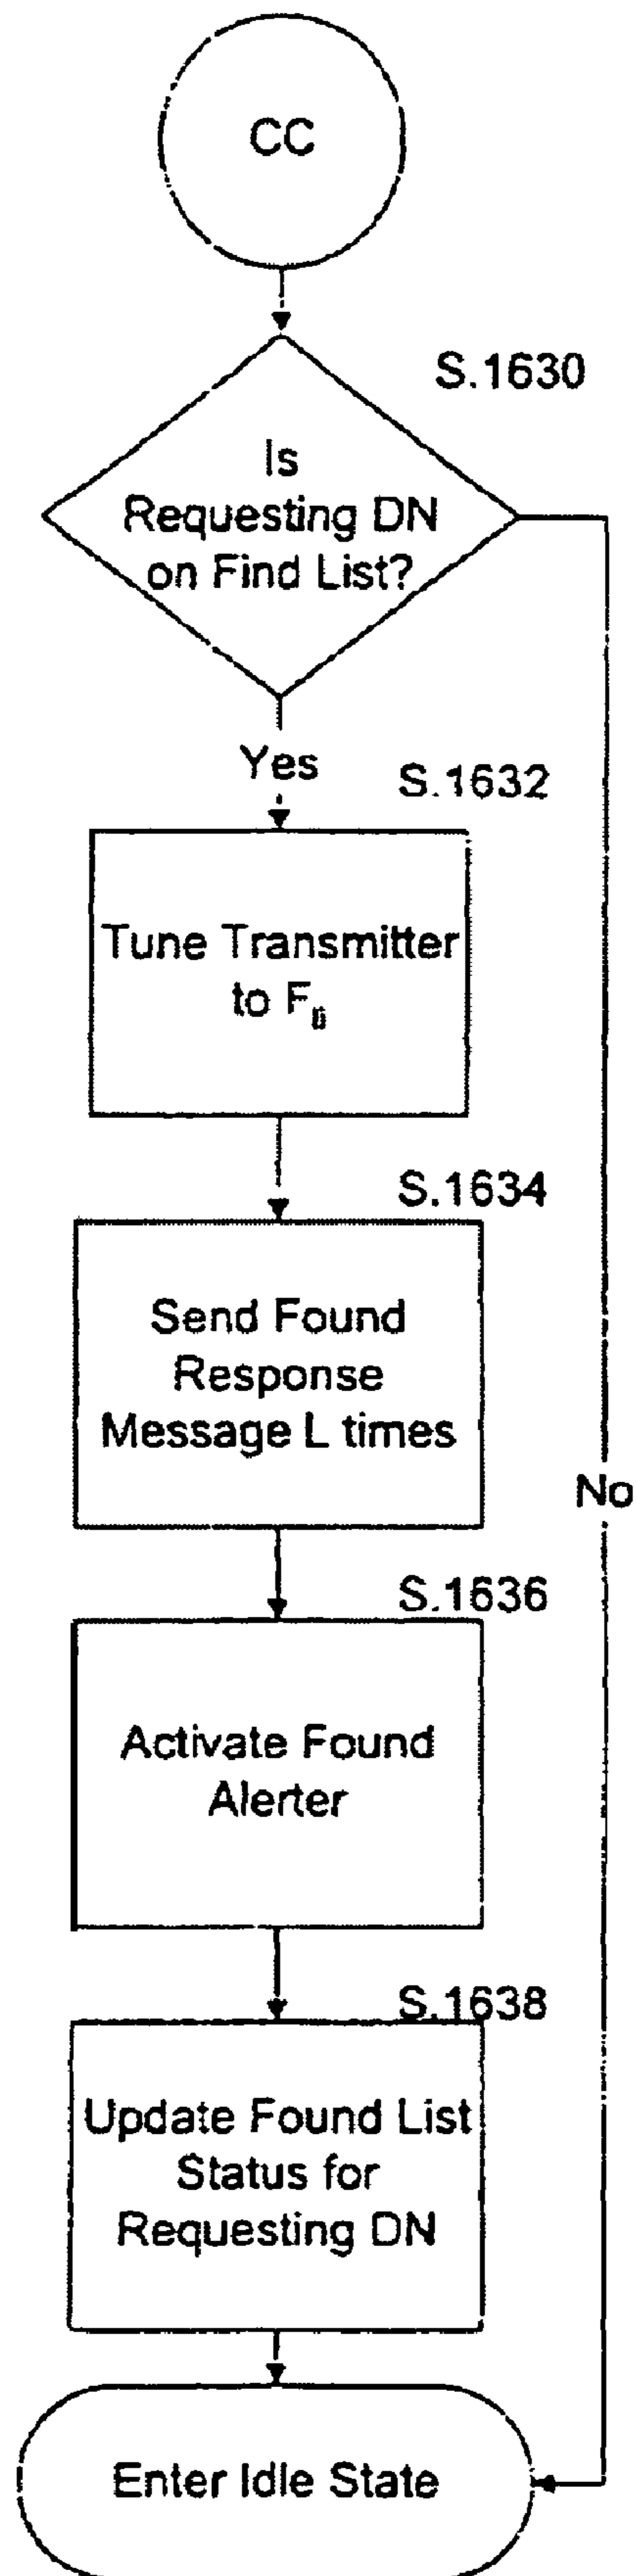 CC
S.1630
Is
Requesting DN
on Find List?
Yes
S.1632
Tune Transmitter
to F
S.1634
Send Found
Response
Message L times
No
S.1636
Activate Found
Alerter
S.1638
Update Found List
Status for
Requesting DN
Enter Idle State